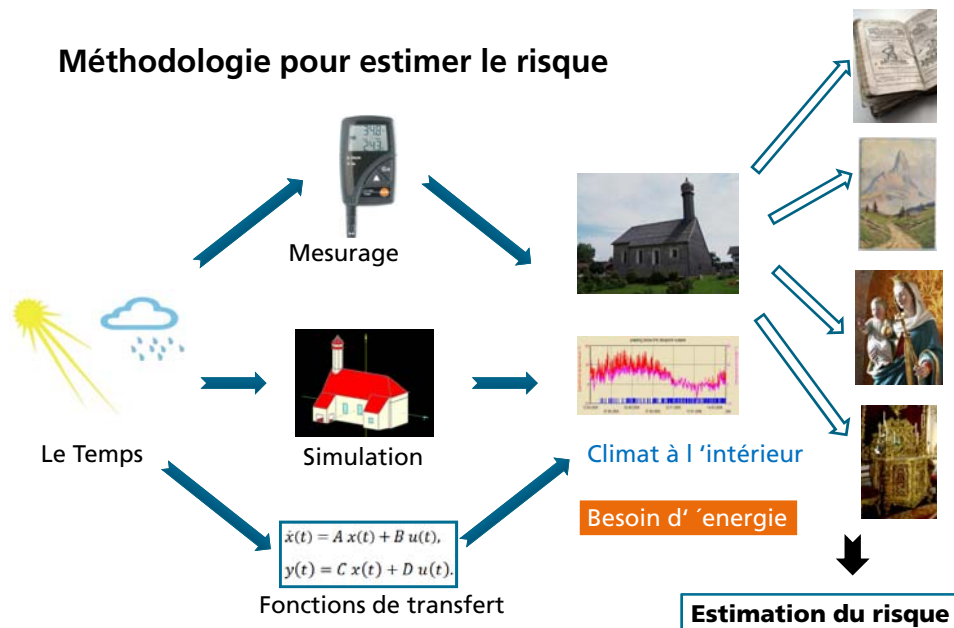 Méthodologie pour estimer le risque
Mesurage
Le Temps
Simulation
Climat à l ‘intérieur
Besoin d‘ ´energie
ẋ(t) = A x(t) + B u(t),
y(t) = C x(t) + D u(t).
Fonctions de transfert
Estimation du risque